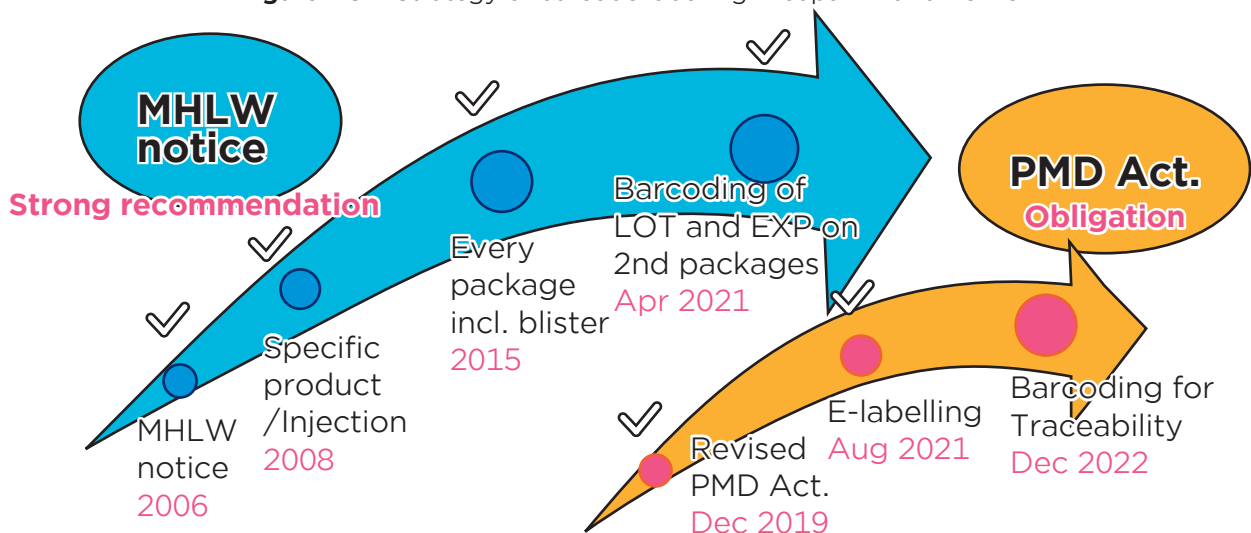 MHLW
notice
Strong recommendation
MHLW
notice
2006
Specific
product
/Injection
2008
Every
package
incl. blister
2015
Barcoding of
LOT and EXP on
2nd packages
Apr 2021
PMD Act.
Obligation
Revised
PMD Act.
Dec 2019
E-labelling
Aug 2021
Barcoding for
Traceability
Dec 2022